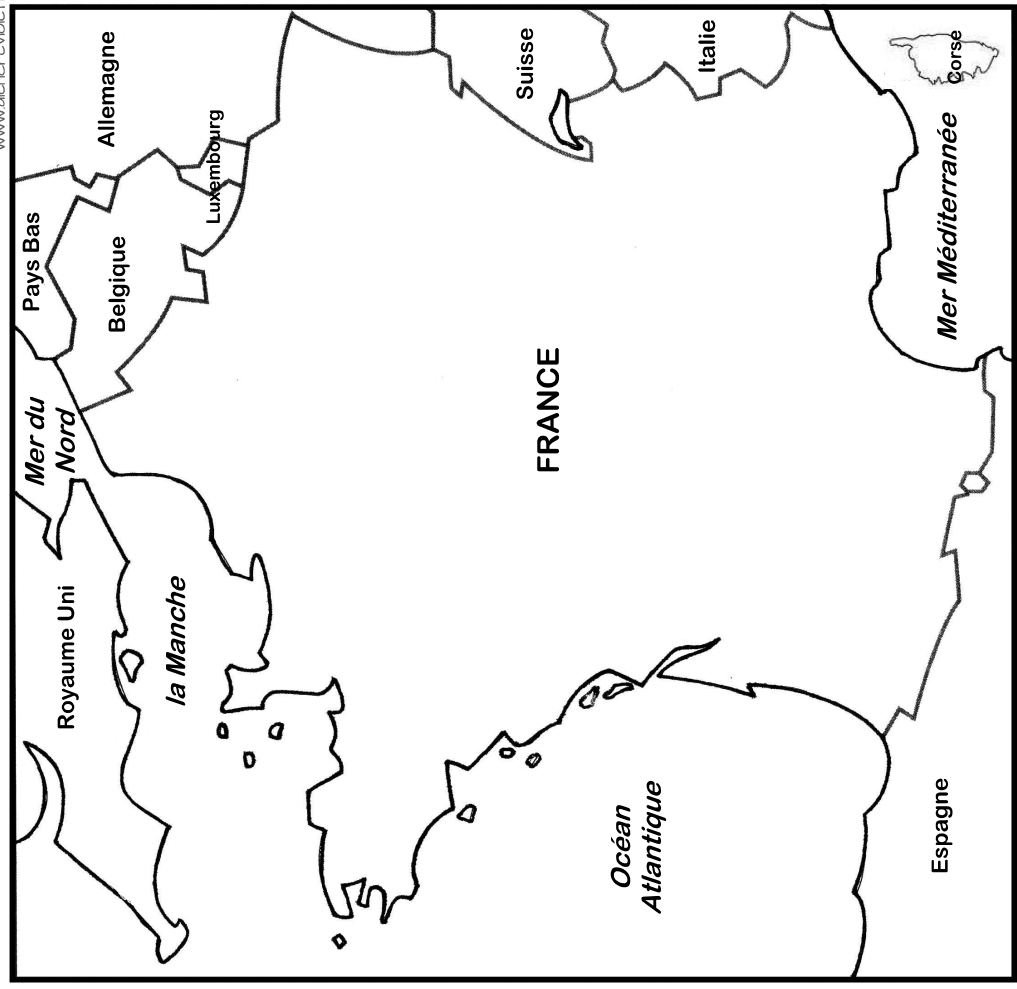 Royaume Uni
Mer du
Nord
Pays Bas
Belgique
Allemagne
la Manche
Luxembourg
FRANCE
Suisse
Océan
Atlantique
Italie
Espagne
Mer Méditerranée
Corse